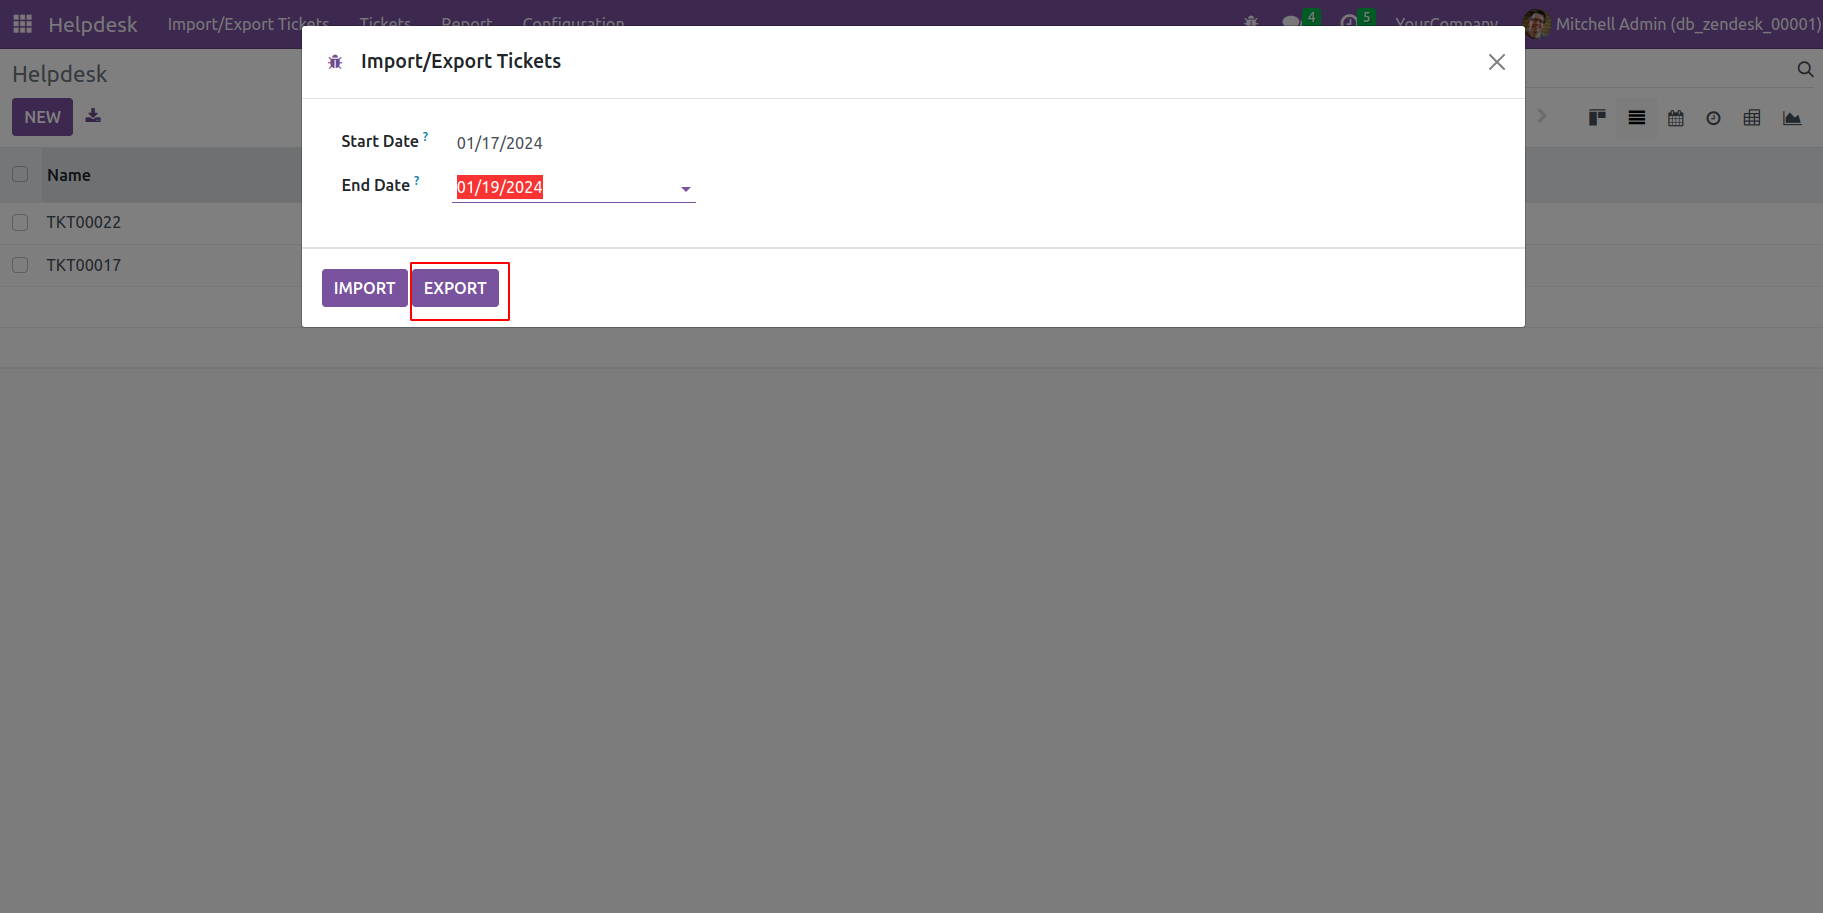 Helpdesk Import/Export Tickets Tickets Report Configuration 4 5 YourCompany Mitchell Admin (db_zendesk_00001)
Import/Export Tickets
Helpdesk
NEW
Start Date ? 01/17/2024
End Date ? 01/19/2024
Name
TKT00022
TKT00017
IMPORT EXPORT